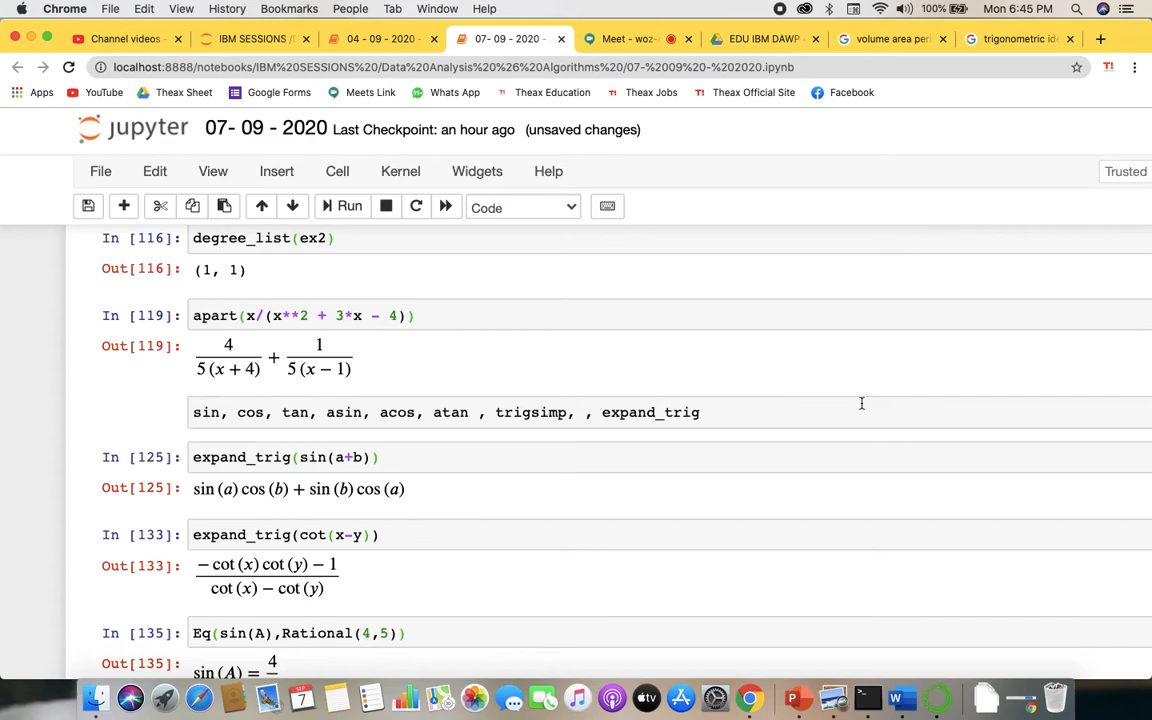 Chrome File Edit View History Bookmarks People Tab Window Help 100% Mon 6:45 PM
Channel videos - IBM SESSIONS / 04 - 09 - 2020 - 07- 09 - 2020 - Meet - woz- EDU IBM DAWP volume area peri trigonometric ide
localhost:8888/notebooks/IBM%20SESSIONS%20/Data%20Analysis%20%26%20Algorithms%20/07-%2009%20-%202020.ipynb
Apps YouTube Theax Sheet Google Forms Meets Link Whats App Theax Education Theax Jobs Theax Official Site Facebook
jupyter 07- 09 - 2020 Last Checkpoint: an hour ago (unsaved changes)
File Edit View Insert Cell Kernel Widgets Help Trusted
Run Code
In [116]: degree_list(ex2)
Out[116]: (1, 1)
In [119]: apart(x/(x**2 + 3*x - 4))
Out[119]: 4 / 5 (x + 4) + 1 / 5 (x − 1)
sin, cos, tan, asin, acos, atan , trigsimp, , expand_trig
In [125]: expand_trig(sin(a+b))
Out[125]: sin (a) cos (b) + sin (b) cos (a)
In [133]: expand_trig(cot(x-y))
Out[133]: − cot (x) cot (y) − 1 / cot (x) − cot (y)
In [135]: Eq(sin(A),Rational(4,5))
Out[135]: sin (A) = 4